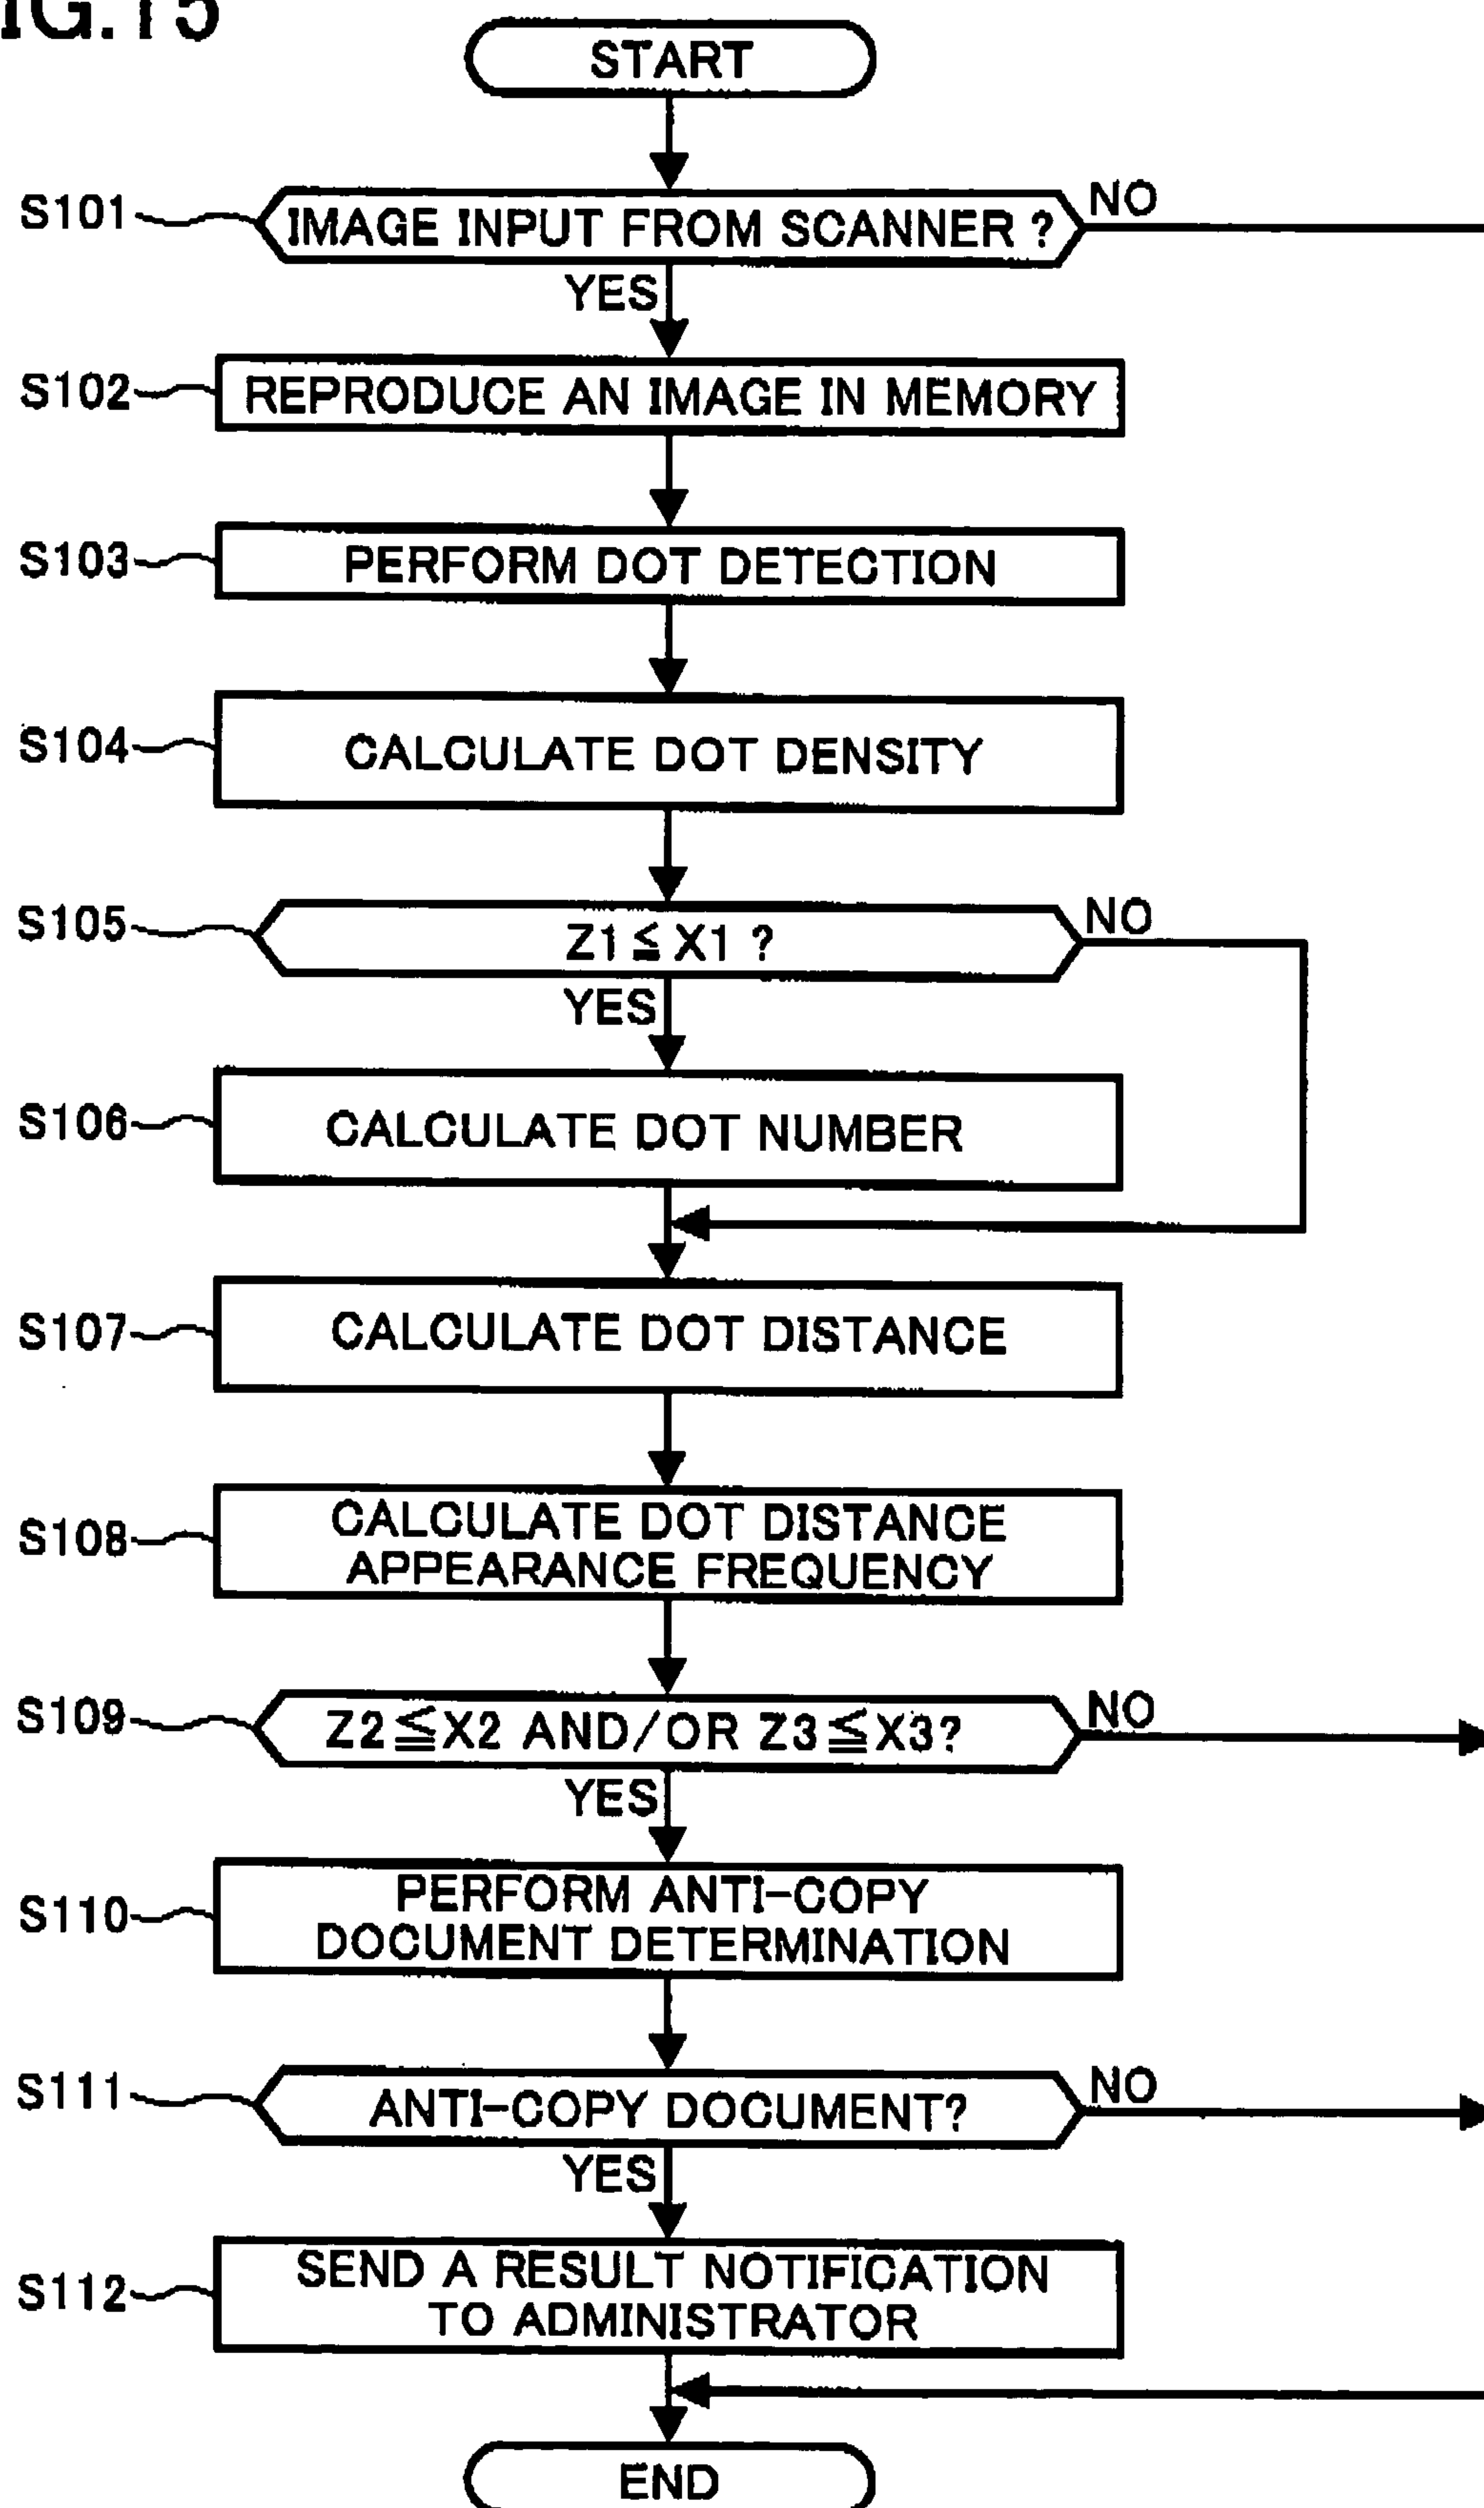 FIG. 15
START
S101
IMAGE INPUT FROM SCANNER ?
NO
YES
S102
REPRODUCE AN IMAGE IN MEMORY
S103
PERFORM DOT DETECTION
S104
CALCULATE DOT DENSITY
S105
Z1 ≦ X1 ?
NO
YES
S106
CALCULATE DOT NUMBER
S107
CALCULATE DOT DISTANCE
S108
CALCULATE DOT DISTANCE
APPEARANCE FREQUENCY
S109
Z2≦X2 AND/OR Z3≦X3?
NO
YES
S110
PERFORM ANTI-COPY
DOCUMENT DETERMINATION
S111
ANTI-COPY DOCUMENT?
NO
YES
S112
SEND A RESULT NOTIFICATION
TO ADMINISTRATOR
END